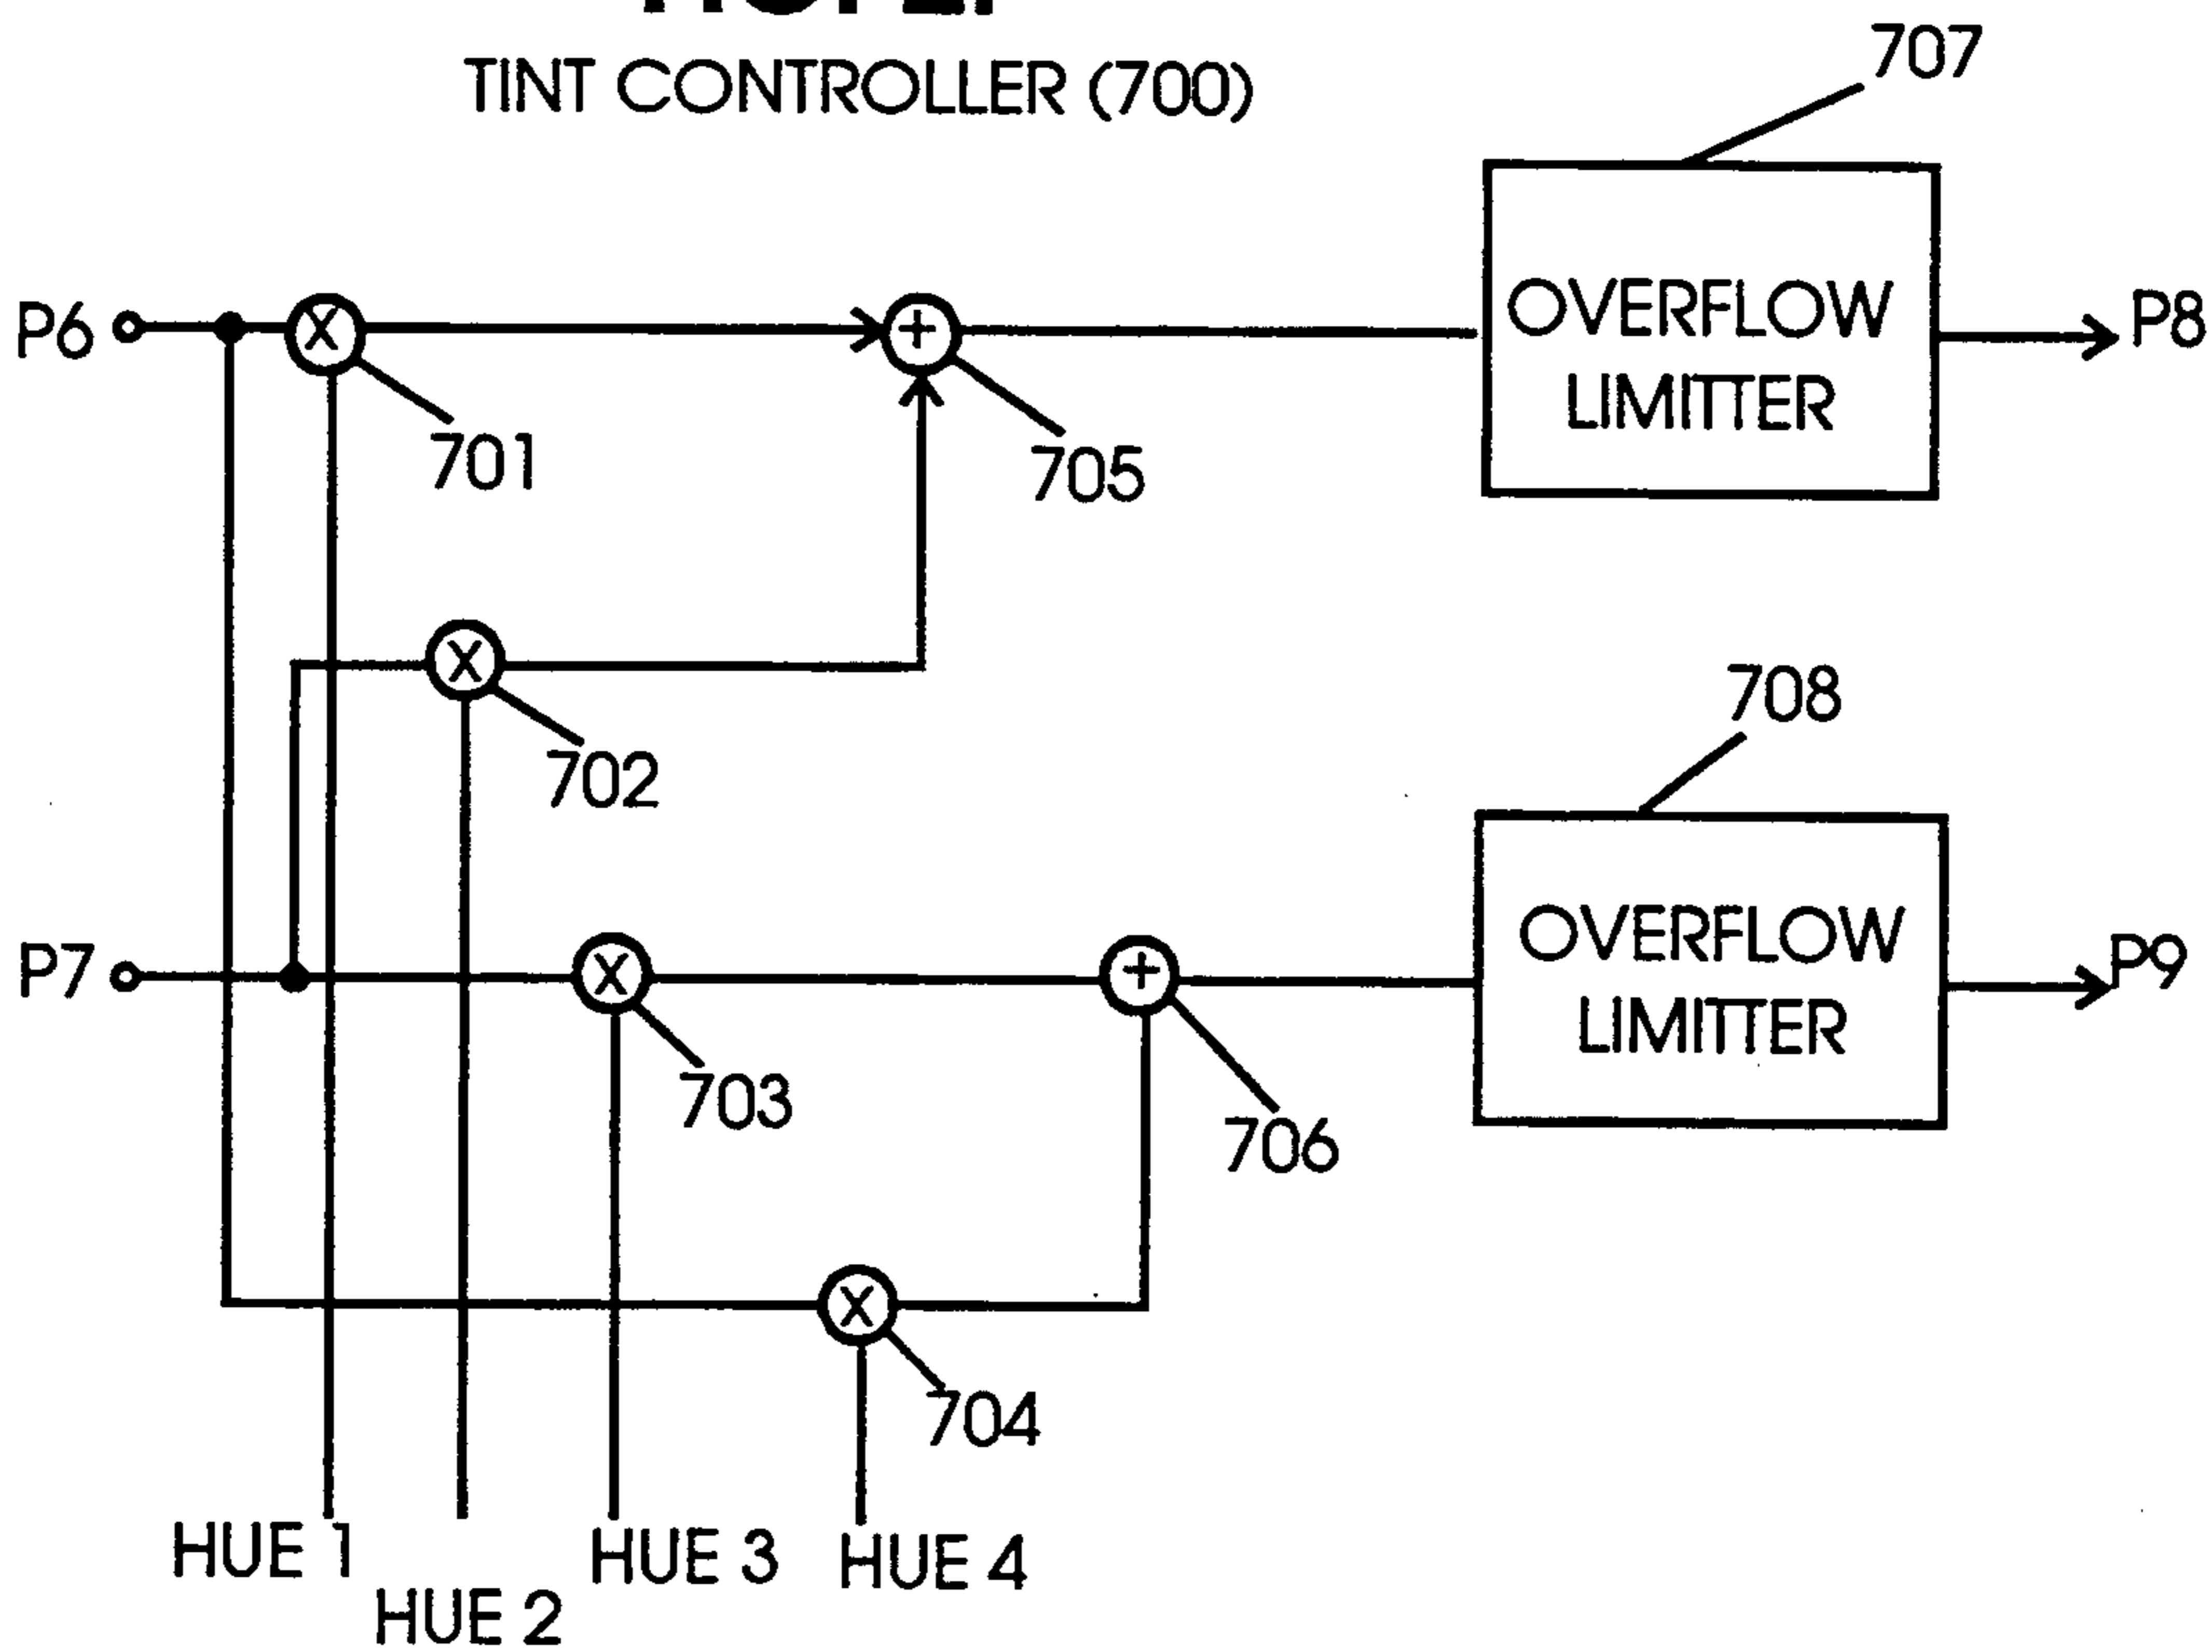 TINT CONTROLLER (700)
707
P6
X
+
OVERFLOW
LIMITTER
P8
701
705
X
702
708
P7
X
+
OVERFLOW
LIMITTER
P9
703
706
X
704
HUE 1
HUE 2
HUE 3
HUE 4